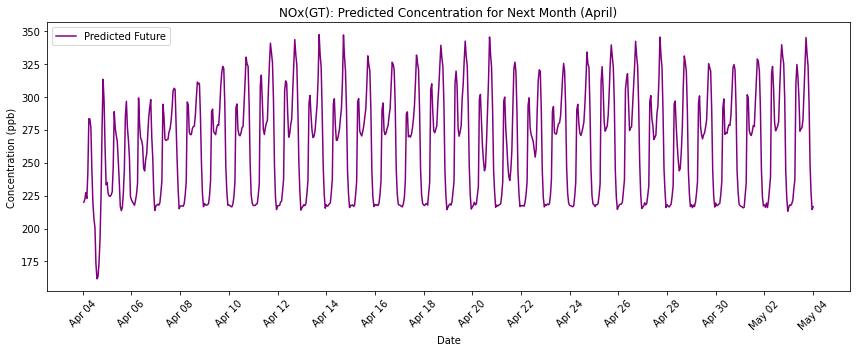 NOx(GT): Predicted Concentration for Next Month (April)
Predicted Future
Concentration (ppb)
350
325
300
275
250
225
200
175
Apr 04
Apr 06
Apr 08
Apr 10
Apr 12
Apr 14
Apr 16
Apr 18
Apr 20
Apr 22
Apr 24
Apr 26
Apr 28
Apr 30
May 02
May 04
Date